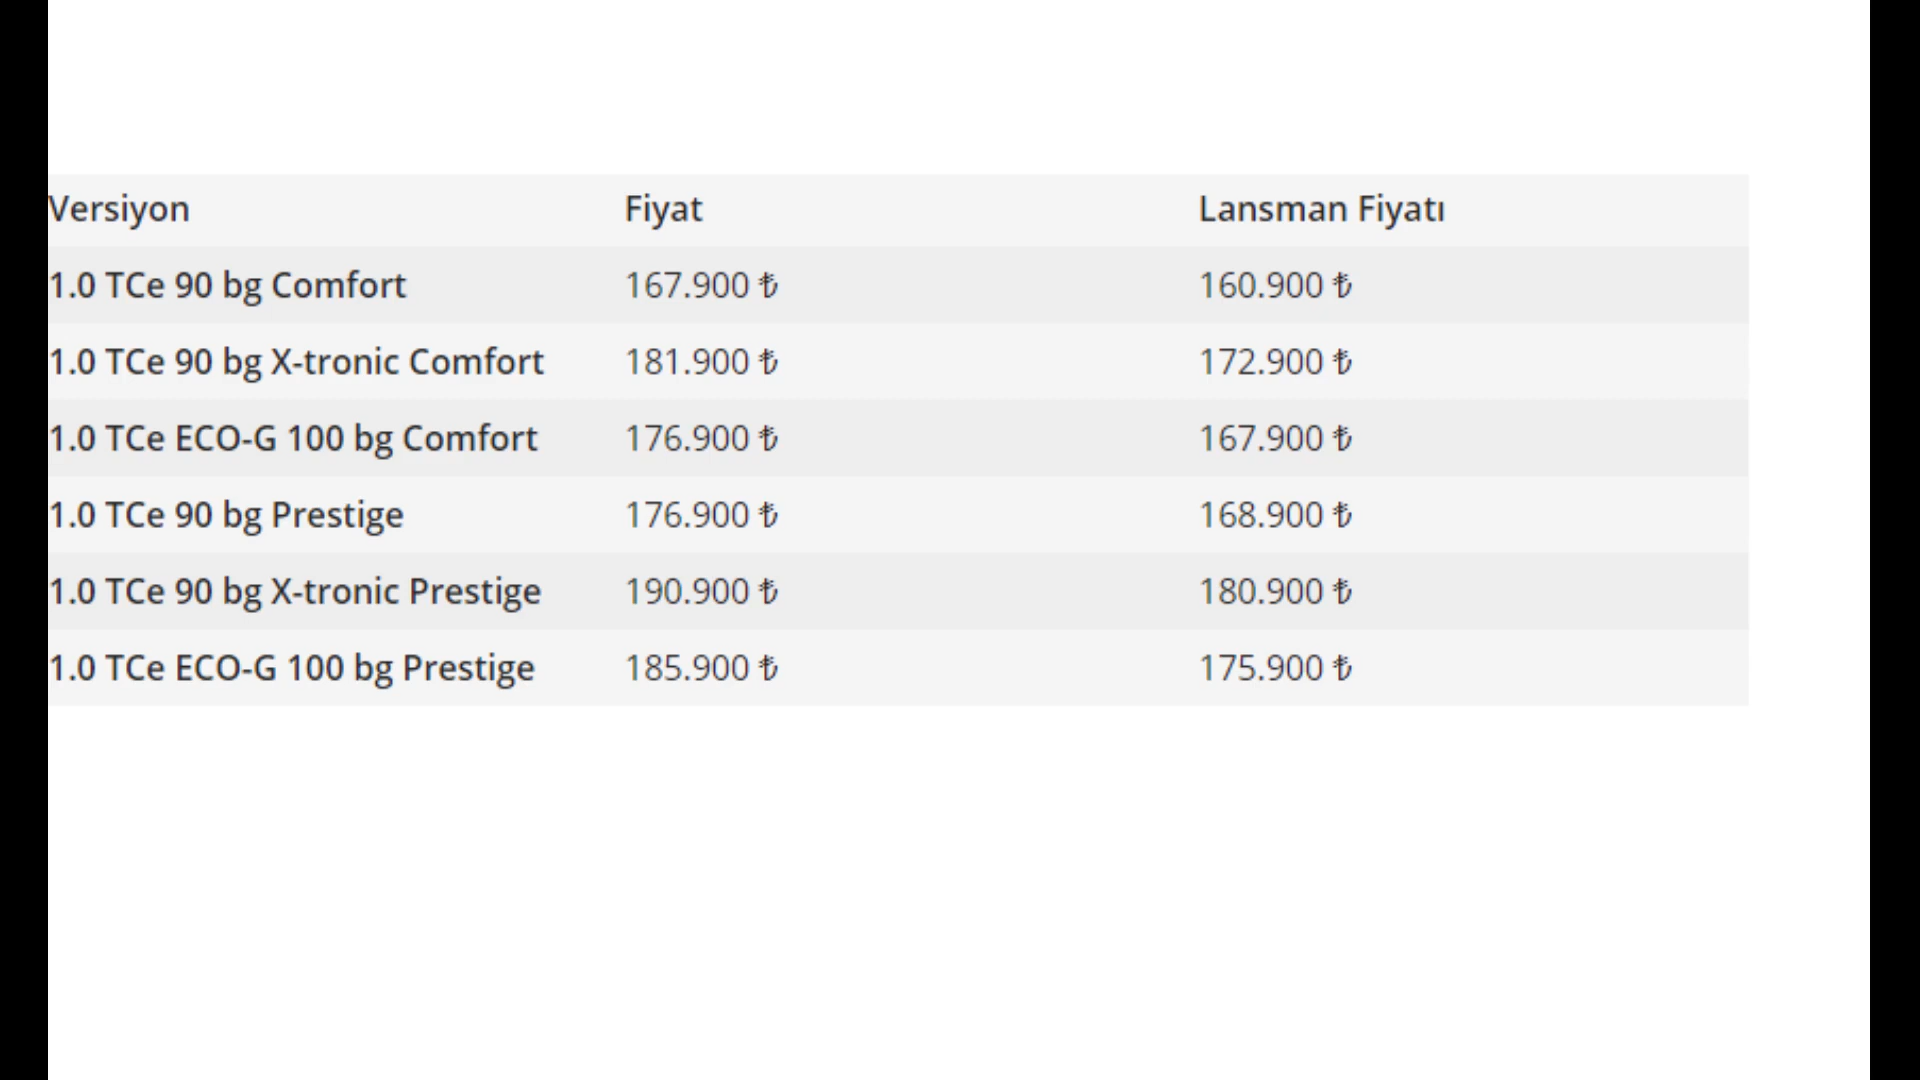 Versiyon Fiyat Lansman Fiyatı
1.0 TCe 90 bg Comfort 167.900 ₺ 160.900 ₺
1.0 TCe 90 bg X-tronic Comfort 181.900 ₺ 172.900 ₺
1.0 TCe ECO-G 100 bg Comfort 176.900 ₺ 167.900 ₺
1.0 TCe 90 bg Prestige 176.900 ₺ 168.900 ₺
1.0 TCe 90 bg X-tronic Prestige 190.900 ₺ 180.900 ₺
1.0 TCe ECO-G 100 bg Prestige 185.900 ₺ 175.900 ₺